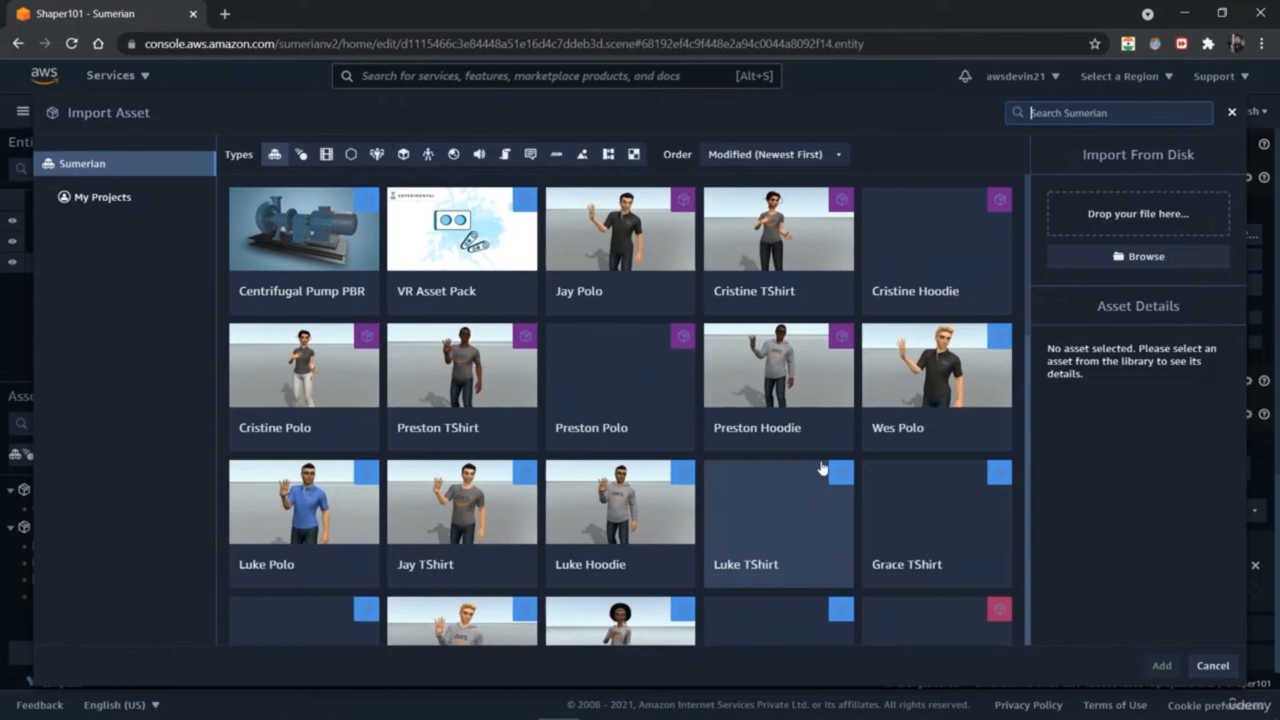 Shaper101 - Sumerian
console.aws.amazon.com/sumerianv2/home/edit/d1115466c3e84448a51e16d4c7ddeb3d.scene#68192ef4c9f448e2a94c0044a8092f14.entity
aws
Services
Search for services, features, marketplace products, and docs
[Alt+S]
awsdevin21
Select a Region
Support
Import Asset
Search Sumerian
Sumerian
My Projects
Types
Order
Modified (Newest First)
Import From Disk
Drop your file here...
Browse
Asset Details
No asset selected. Please select an
asset from the library to see its
details.
EXPERIMENTAL
Centrifugal Pump PBR
VR Asset Pack
Jay Polo
Cristine TShirt
Cristine Hoodie
Cristine Polo
Preston TShirt
Preston Polo
Preston Hoodie
Wes Polo
Luke Polo
Jay TShirt
Luke Hoodie
Luke TShirt
Grace TShirt
Add
Cancel
Feedback
English (US)
© 2008 - 2021, Amazon Internet Services Private Ltd. or its affiliates. All rights reserved.
Privacy Policy
Terms of Use
Cookie
Udemy